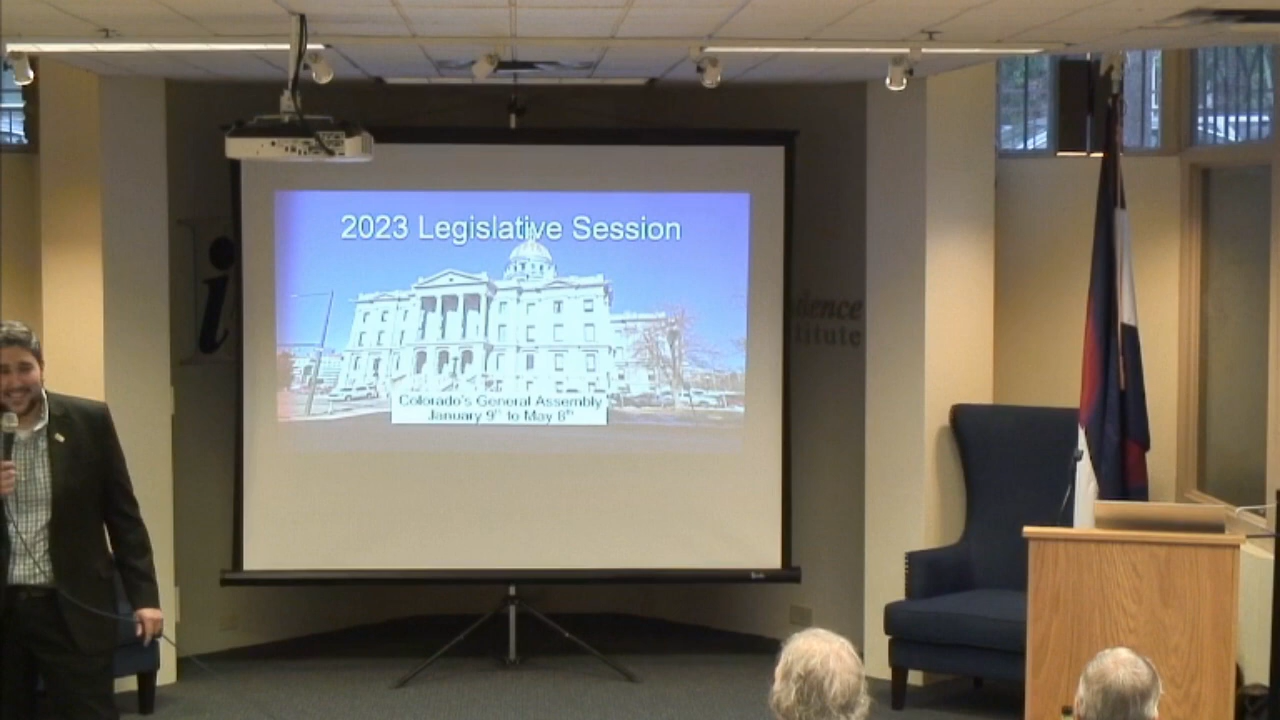 2023 Legislative Session
Colorado's General Assembly
January 9th to May 8th
i
dence
titute